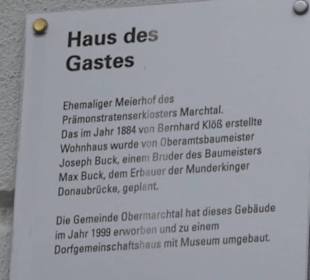 Haus des
Gastes
Ehemaliger Meierhof des
Prämonstratenserklosters Marchtal.
Das im Jahr 1884 von Bernhard Klöß erstellte
Wohnhaus wurde von Oberamtsbaumeister
Joseph Buck, einem Bruder des Baumeisters
Max Buck, dem Erbauer der Munderkinger
Donaubrücke, geplant.
Die Gemeinde Obermarchtal hat dieses Gebäude
im Jahr 1999 erworben und zu einem
Dorfgemeinschaftshaus mit Museum umgebaut.